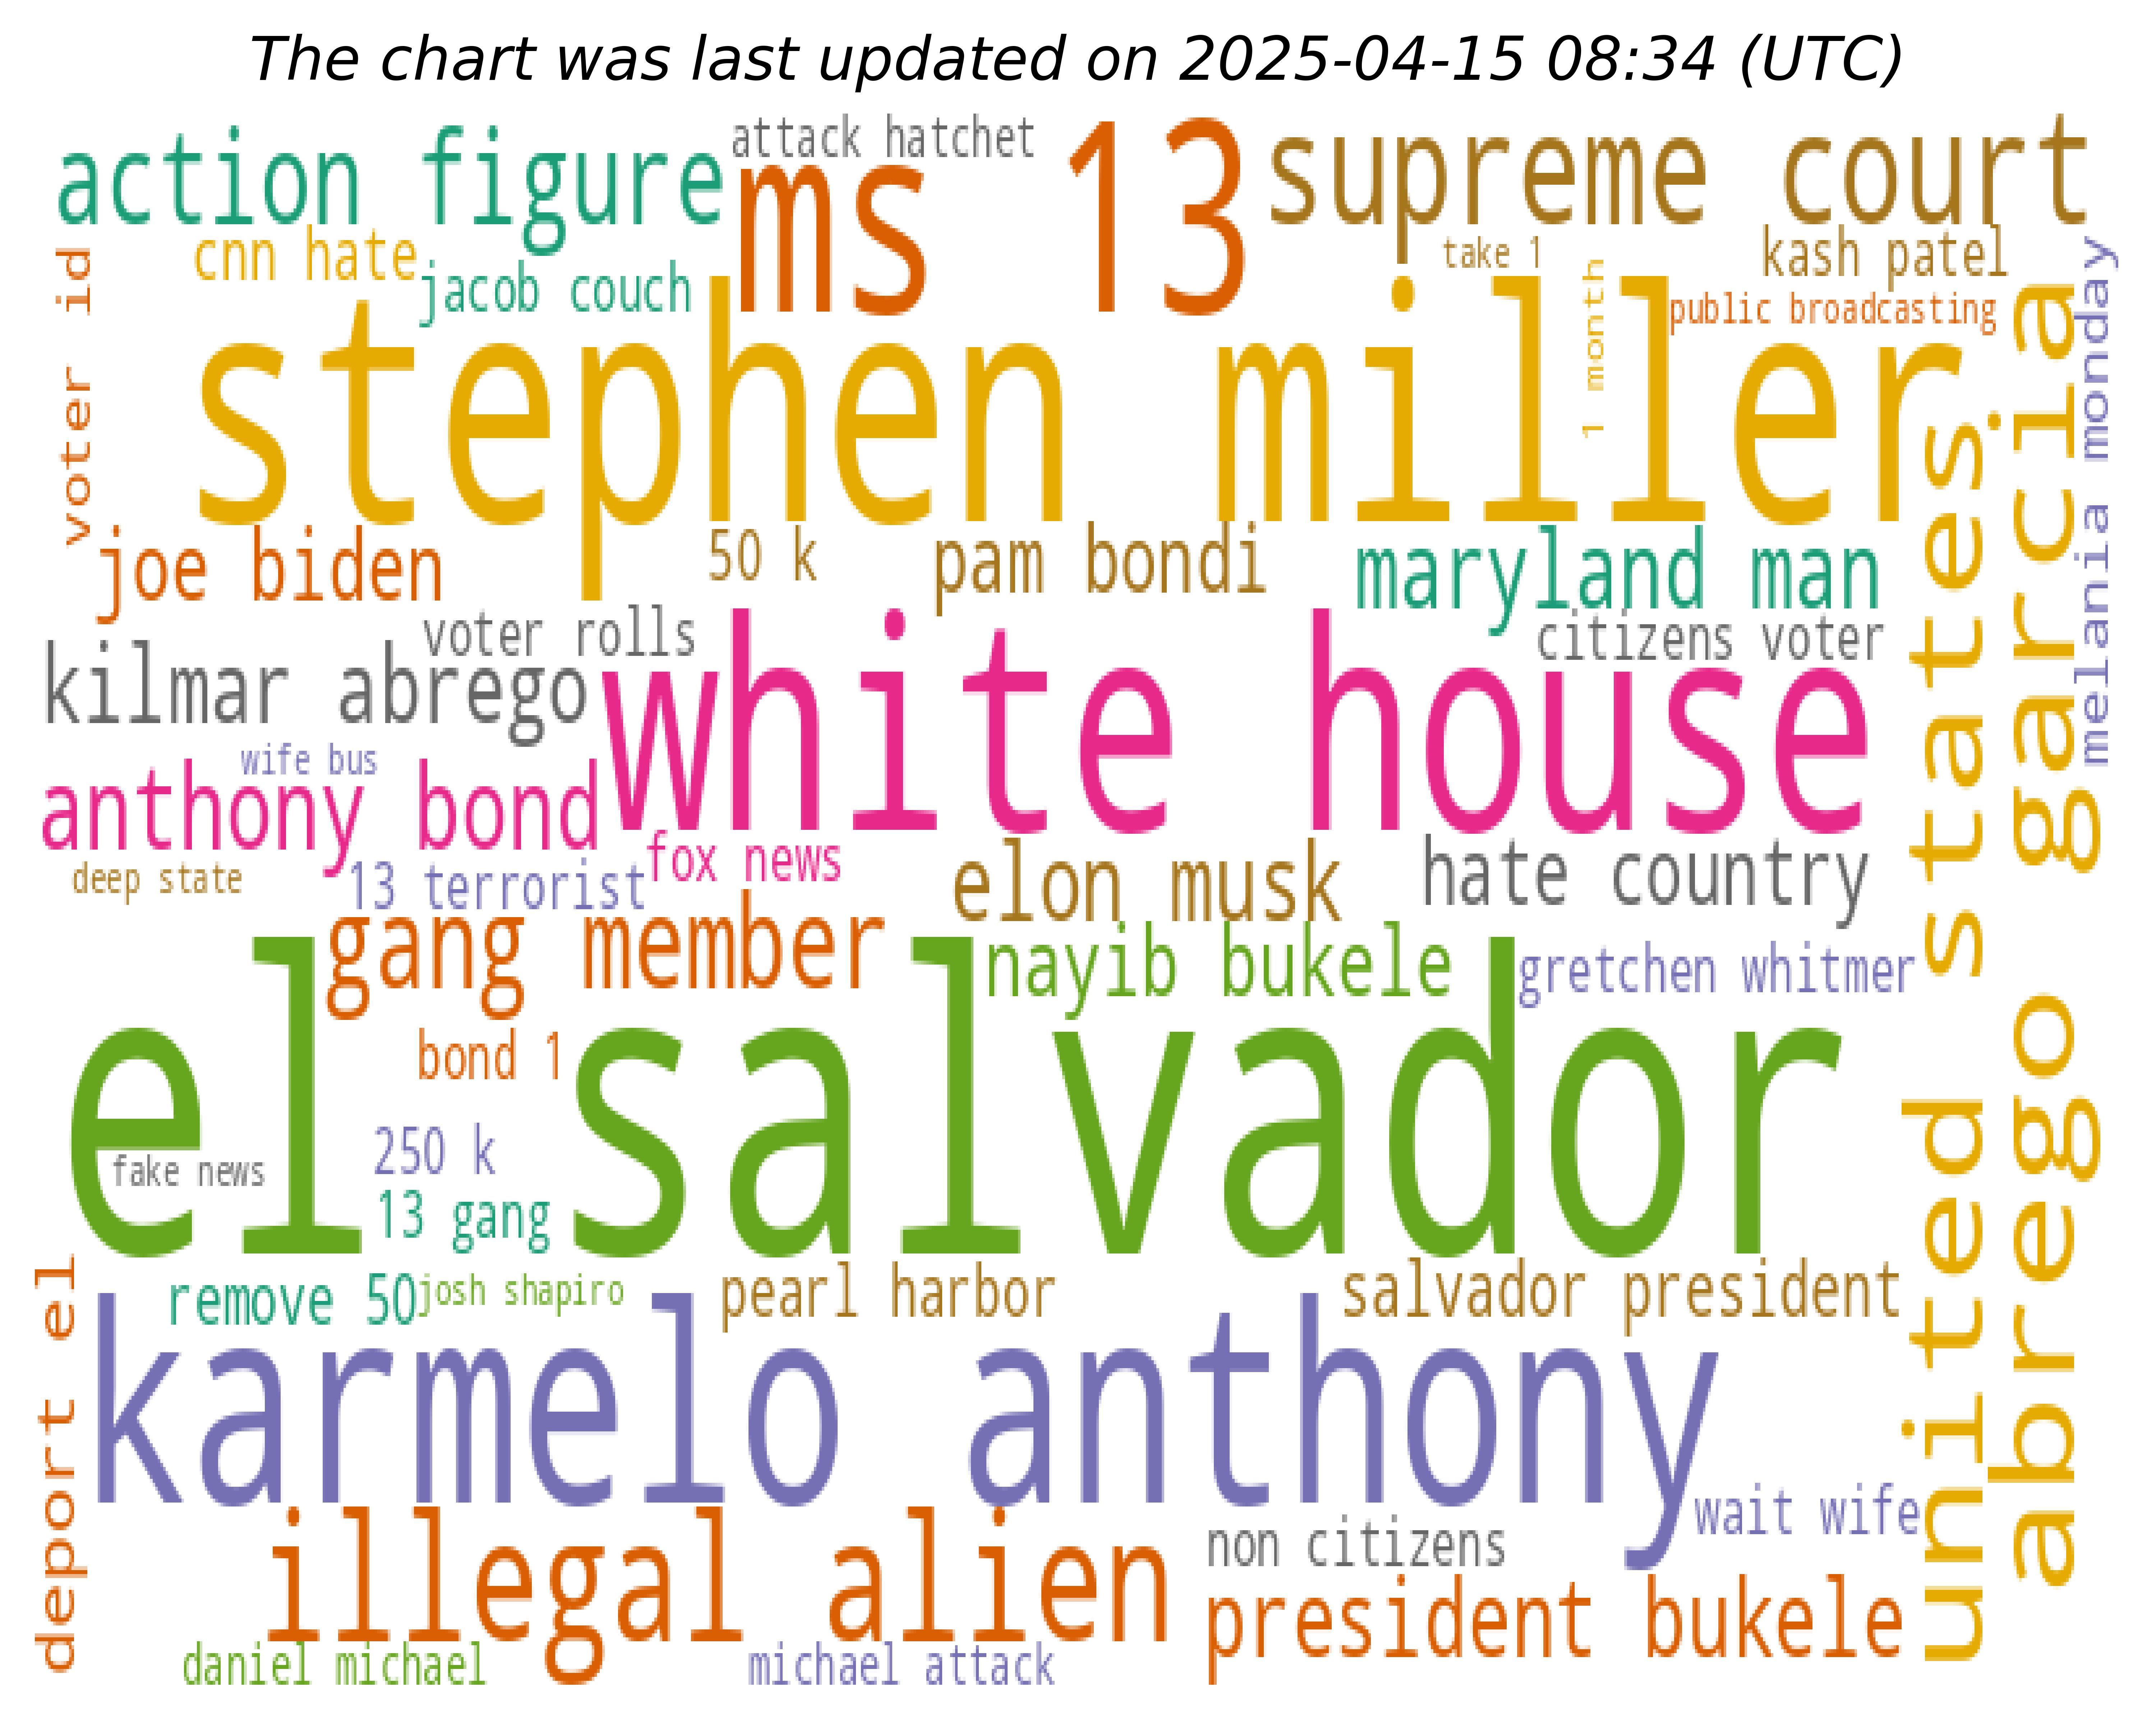 The chart was last updated on 2025-04-15 08:34 (UTC)
attack hatchet
action figure
ms 13
supreme court
cnn hate
take 1
kash patel
jacob couch
public broadcasting
voter id
1 month
melania monday
stephen miller
joe biden
50 k
pam bondi
maryland man
voter rolls
citizens voter
kilmar abrego
white house
wife bus
anthony bond
fox news
elon musk
hate country
deep state
13 terrorist
gang member
nayib bukele
gretchen whitmer
united states
abrego garcia
bond 1
el salvador
250 k
fake news
13 gang
remove 50
josh shapiro
pearl harbor
salvador president
deport el
karmelo anthony
wait wife
illegal alien
non citizens
president bukele
daniel michael
michael attack